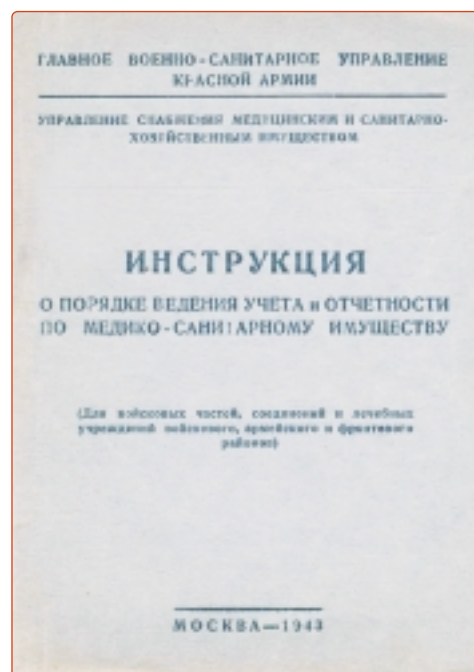 ГЛАВНОЕ ВОЕННО-САНИТАРНОЕ УПРАВЛЕНИЕ
КРАСНОЙ АРМИИ
УПРАВЛЕНИЕ СНАБЖЕНИЯ МЕДИЦИНСКИМ И САНИТАРНО-
ХОЗЯЙСТВЕННЫМ ИМУЩЕСТВОМ
ИНСТРУКЦИЯ
О ПОРЯДКЕ ВЕДЕНИЯ УЧЕТА и ОТЧЕТНОСТИ
ПО МЕДИКО-САНИТАРНОМУ ИМУЩЕСТВУ
(Для войсковых частей, соединений и лечебных
учреждений войскового, армейского и фронтового
районов)
МОСКВА—1943